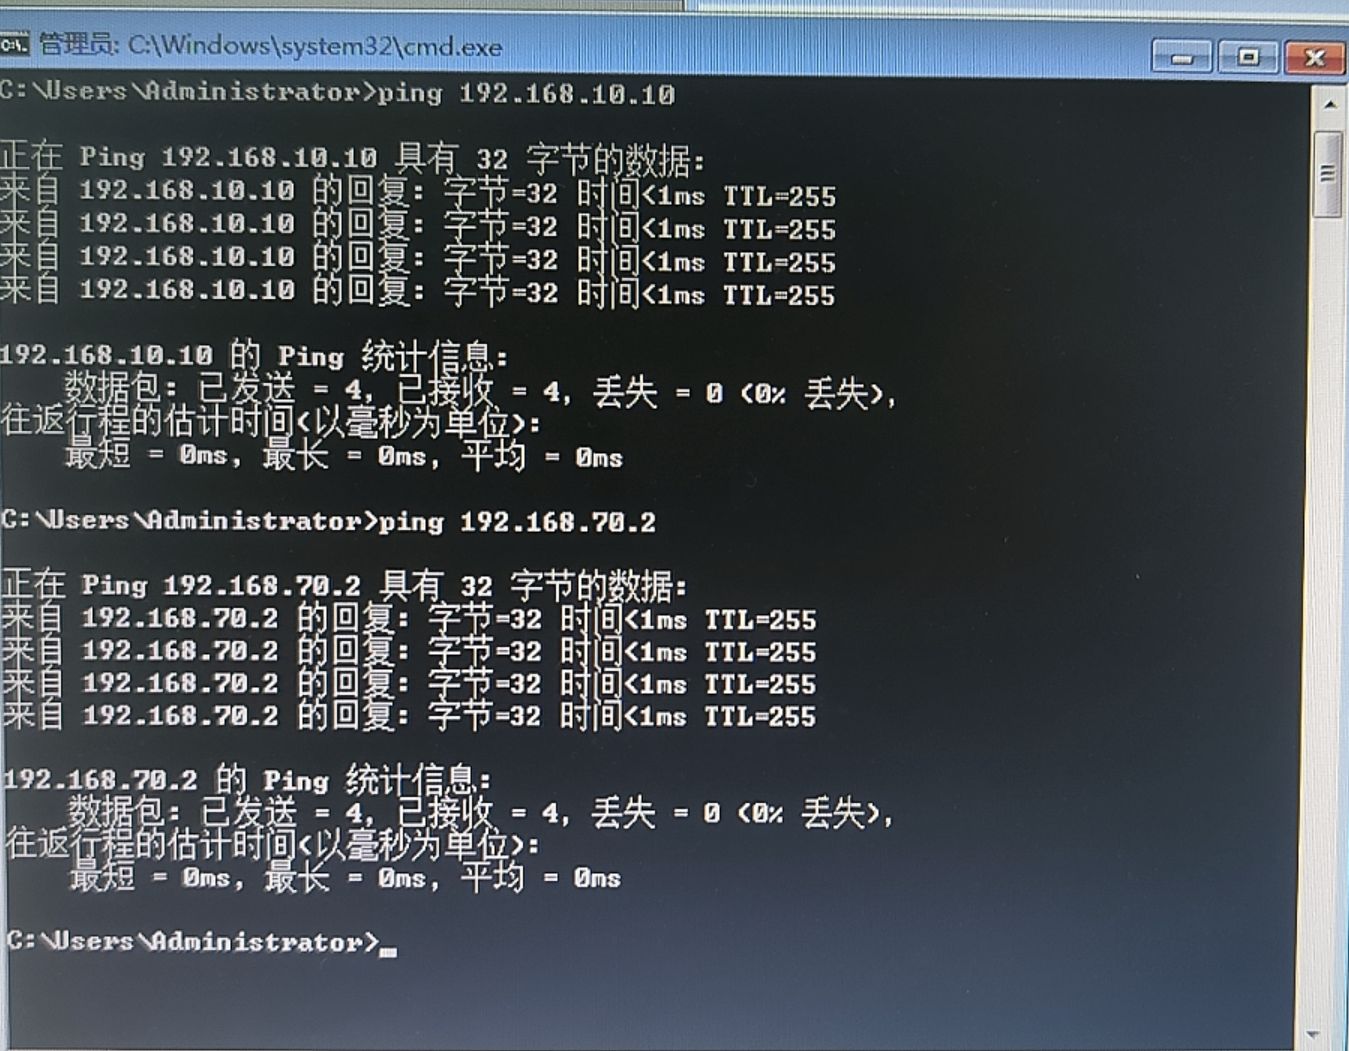 管理员: C:\Windows\system32\cmd.exe
C:\Users\Administrator>ping 192.168.10.10
正在 Ping 192.168.10.10 具有 32 字节的数据:
来自 192.168.10.10 的回复: 字节=32 时间<1ms TTL=255
来自 192.168.10.10 的回复: 字节=32 时间<1ms TTL=255
来自 192.168.10.10 的回复: 字节=32 时间<1ms TTL=255
来自 192.168.10.10 的回复: 字节=32 时间<1ms TTL=255
192.168.10.10 的 Ping 统计信息:
数据包: 已发送 = 4, 已接收 = 4, 丢失 = 0 (0% 丢失),
往返行程的估计时间(以毫秒为单位):
最短 = 0ms, 最长 = 0ms, 平均 = 0ms
C:\Users\Administrator>ping 192.168.70.2
正在 Ping 192.168.70.2 具有 32 字节的数据:
来自 192.168.70.2 的回复: 字节=32 时间<1ms TTL=255
来自 192.168.70.2 的回复: 字节=32 时间<1ms TTL=255
来自 192.168.70.2 的回复: 字节=32 时间<1ms TTL=255
来自 192.168.70.2 的回复: 字节=32 时间<1ms TTL=255
192.168.70.2 的 Ping 统计信息:
数据包: 已发送 = 4, 已接收 = 4, 丢失 = 0 (0% 丢失),
往返行程的估计时间(以毫秒为单位):
最短 = 0ms, 最长 = 0ms, 平均 = 0ms
C:\Users\Administrator>